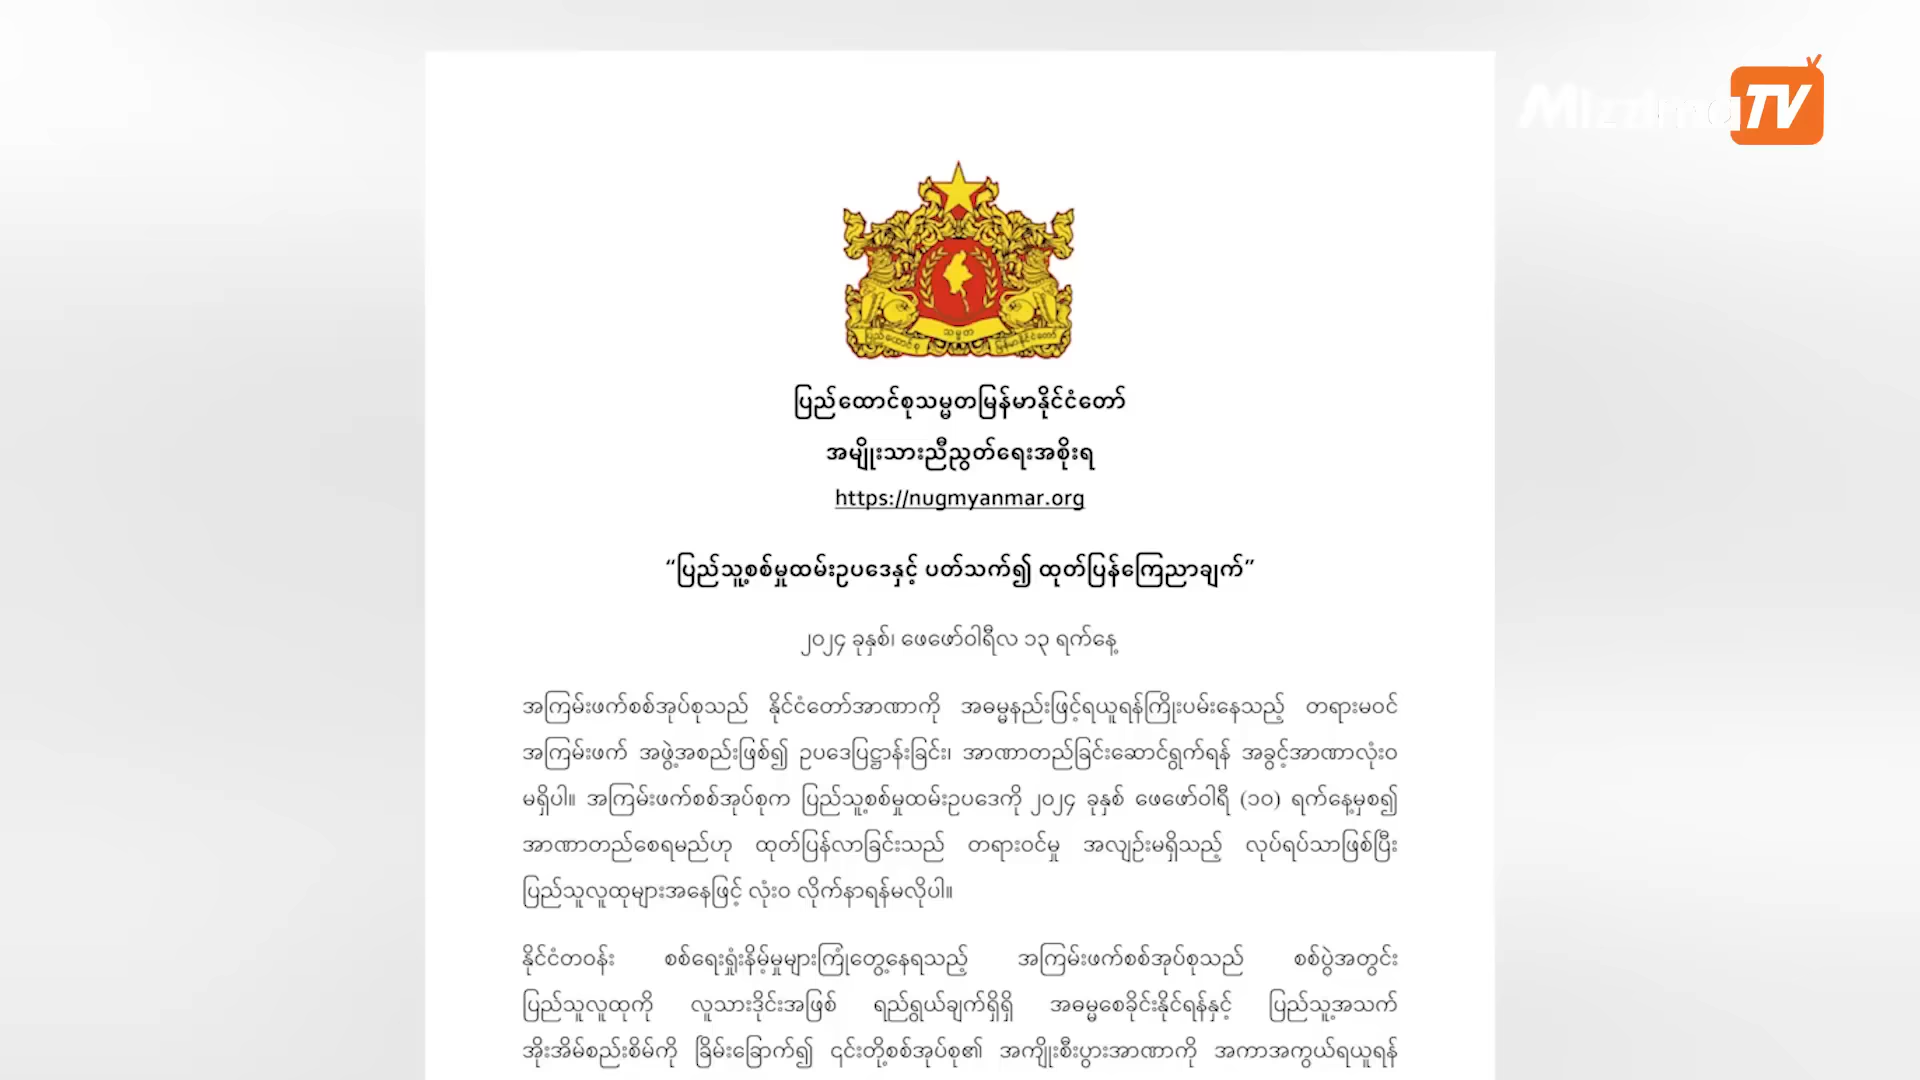 Mizzima TV
ပြည်ထောင်စု
သမ္မတ
မြန်မာနိုင်ငံတော်
ပြည်ထောင်စုသမ္မတမြန်မာနိုင်ငံတော်
အမျိုးသားညီညွတ်ရေးအစိုးရ
https://nugmyanmar.org
“ပြည်သူ့စစ်မှုထမ်းဥပဒေနှင့် ပတ်သက်၍ ထုတ်ပြန်ကြေညာချက်”
၂၀၂၄ ခုနှစ်၊ ဖေဖော်ဝါရီလ ၁၃ ရက်နေ့
အကြမ်းဖက်စစ်အုပ်စုသည် နိုင်ငံတော်အာဏာကို အဓမ္မနည်းဖြင့်ရယူရန်ကြိုးပမ်းနေသည့် တရားမဝင်
အကြမ်းဖက် အဖွဲ့အစည်းဖြစ်၍ ဥပဒေပြဋ္ဌာန်းခြင်း၊ အာဏာတည်ခြင်းဆောင်ရွက်ရန် အခွင့်အာဏာလုံးဝ
မရှိပါ။ အကြမ်းဖက်စစ်အုပ်စုက ပြည်သူ့စစ်မှုထမ်းဥပဒေကို ၂၀၂၄ ခုနှစ် ဖေဖော်ဝါရီ (၁၀) ရက်နေ့မှစ၍
အာဏာတည်စေရမည်ဟု ထုတ်ပြန်လာခြင်းသည် တရားဝင်မှု အလျဉ်းမရှိသည့် လုပ်ရပ်သာဖြစ်ပြီး
ပြည်သူလူထုများအနေဖြင့် လုံးဝ လိုက်နာရန်မလိုပါ။
နိုင်ငံတဝန်း စစ်ရေးရှုံးနိမ့်မှုများကြုံတွေ့နေရသည့် အကြမ်းဖက်စစ်အုပ်စုသည် စစ်ပွဲအတွင်း
ပြည်သူလူထုကို လူသားဒိုင်းအဖြစ် ရည်ရွယ်ချက်ရှိရှိ အဓမ္မစေခိုင်းနိုင်ရန်နှင့် ပြည်သူ့အသက်
အိုးအိမ်စည်းစိမ်ကို ခြိမ်းခြောက်၍ ၎င်းတို့စစ်အုပ်စု၏ အကျိုးစီးပွားအာဏာကို အကာအကွယ်ရယူရန်